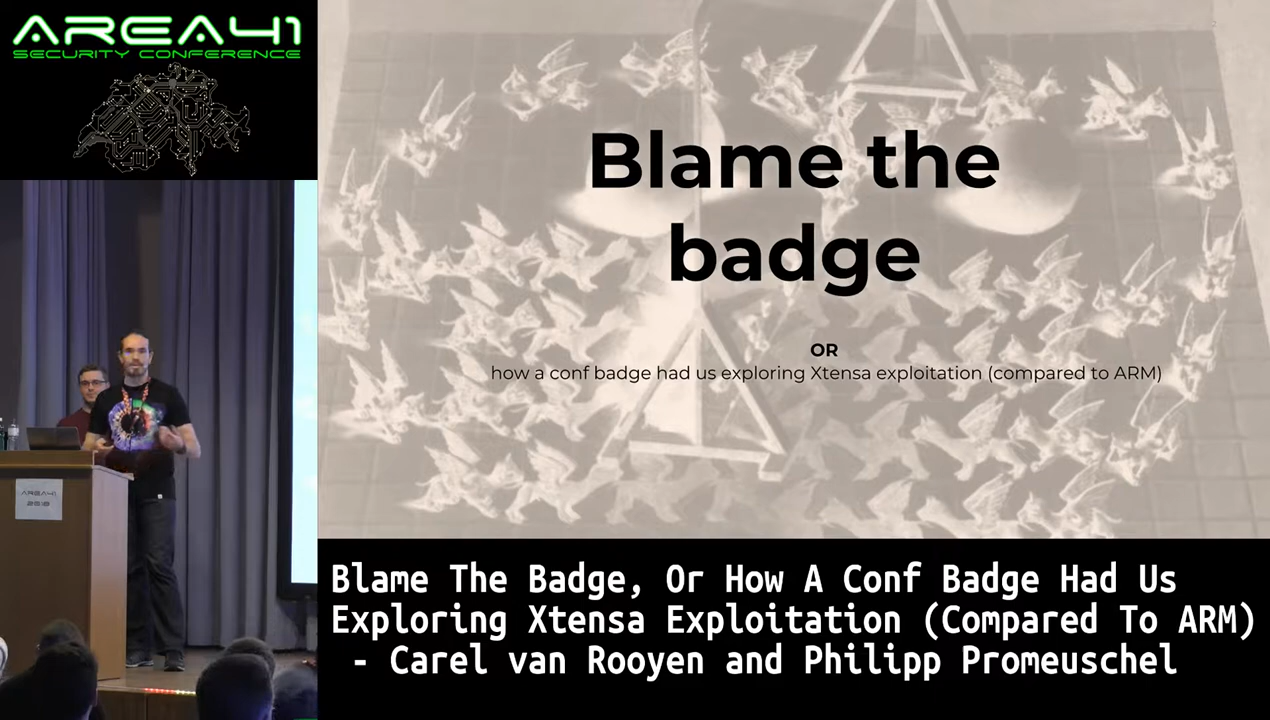 AREA41
SECURITY CONFERENCE
Blame the
badge
OR
how a conf badge had us exploring Xtensa exploitation (compared to ARM)
AREA41
Blame The Badge, Or How A Conf Badge Had Us
Exploring Xtensa Exploitation (Compared To ARM)
- Carel van Rooyen and Philipp Promeuschel